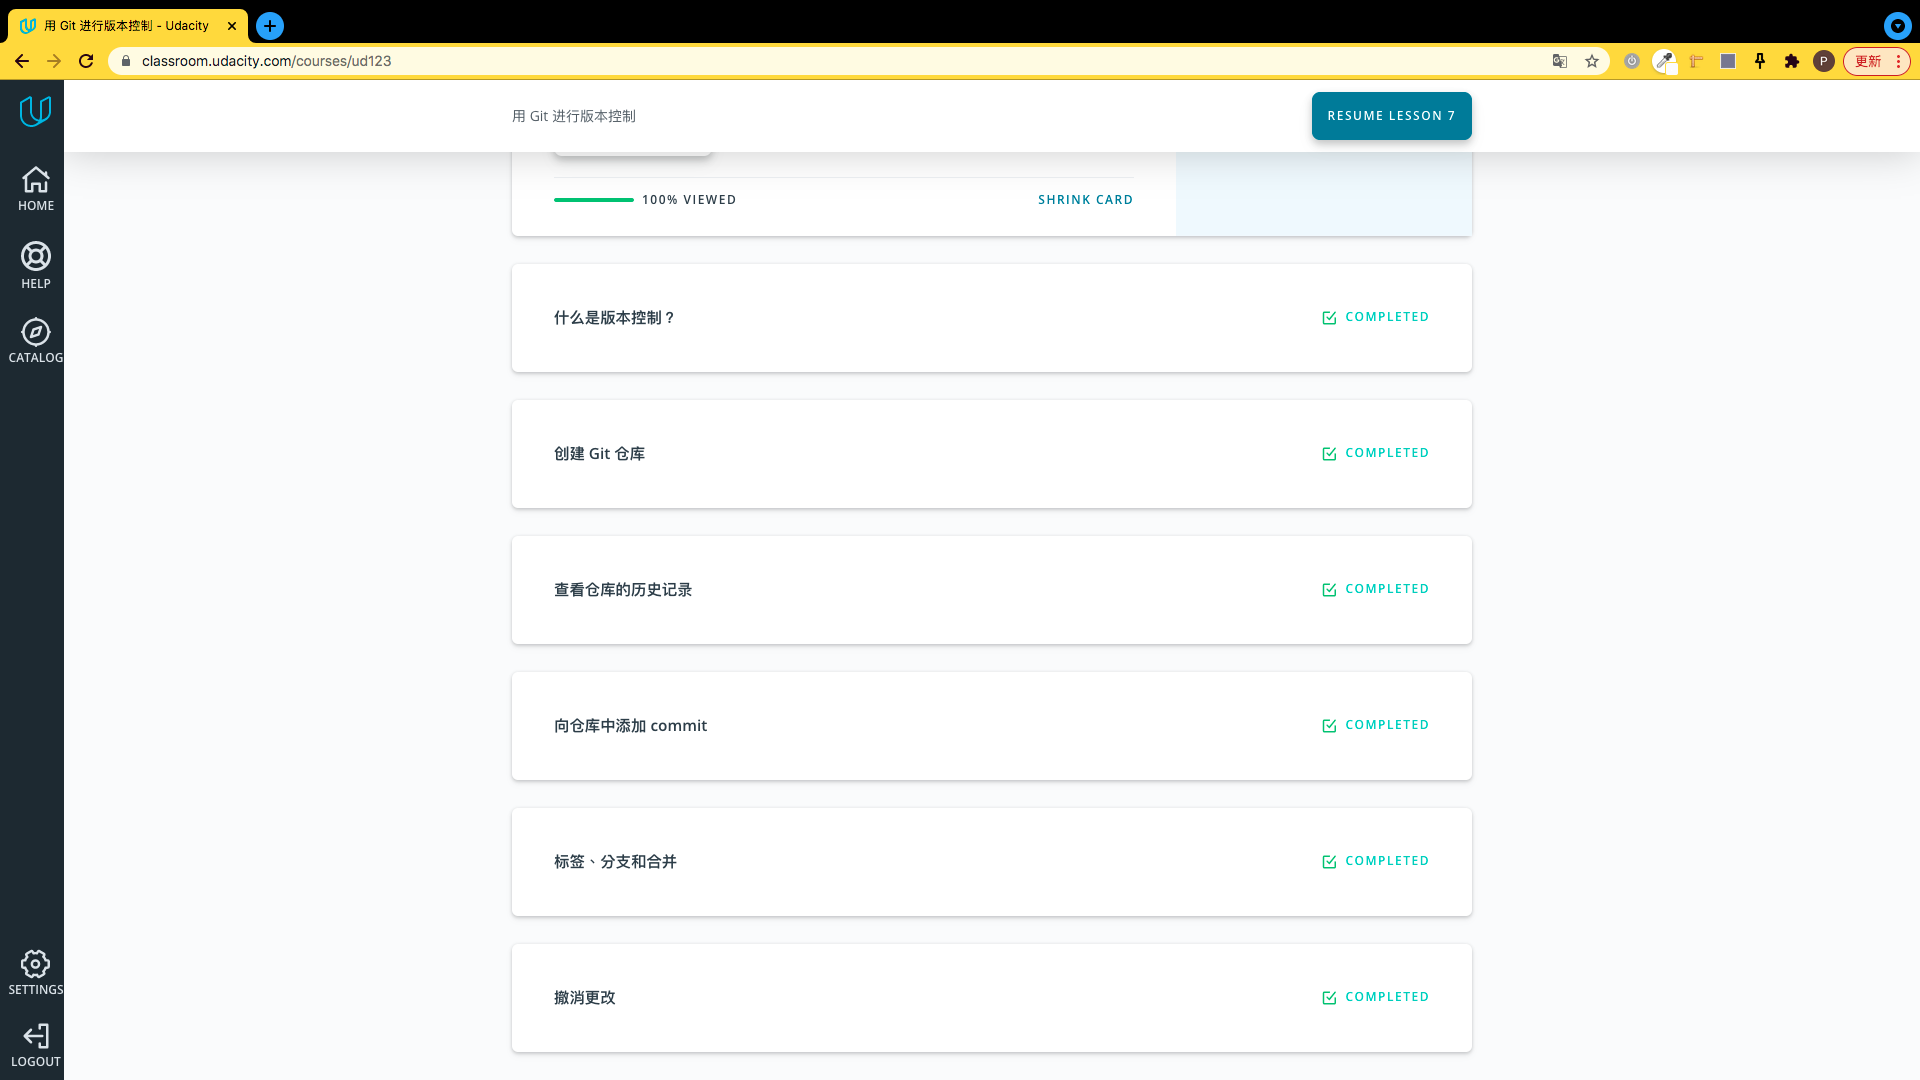 用 Git 进行版本控制 - Udacity
classroom.udacity.com/courses/ud123
P
更新
用 Git 进行版本控制
RESUME LESSON 7
HOME
HELP
CATALOG
100% VIEWED
SHRINK CARD
什么是版本控制？
COMPLETED
创建 Git 仓库
COMPLETED
查看仓库的历史记录
COMPLETED
向仓库中添加 commit
COMPLETED
标签、分支和合并
COMPLETED
撤消更改
COMPLETED
SETTINGS
LOGOUT